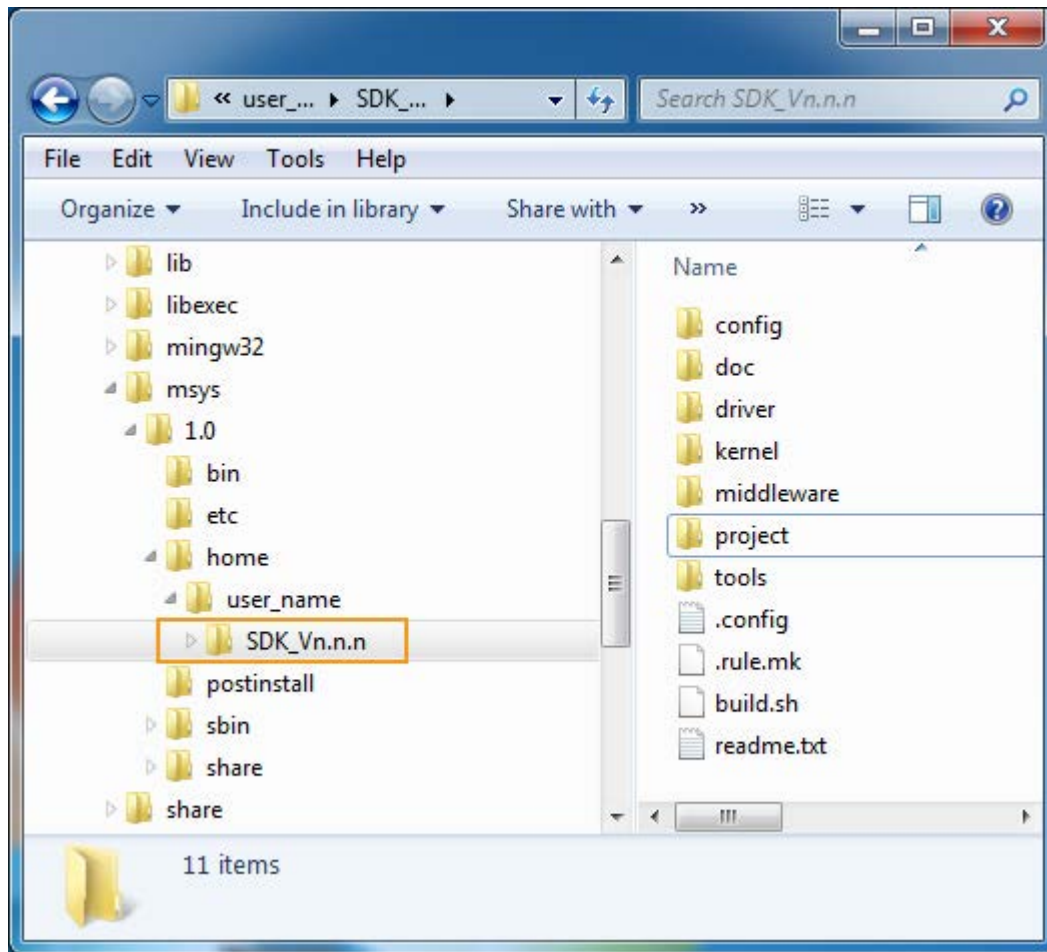 « user_... ▸ SDK_... ▸ Search SDK_Vn.n.n
File Edit View Tools Help
Organize Include in library Share with »
lib
libexec
mingw32
msys
1.0
bin
etc
home
user_name
SDK_Vn.n.n
postinstall
sbin
share
share
Name
config
doc
driver
kernel
middleware
project
tools
.config
.rule.mk
build.sh
readme.txt
11 items